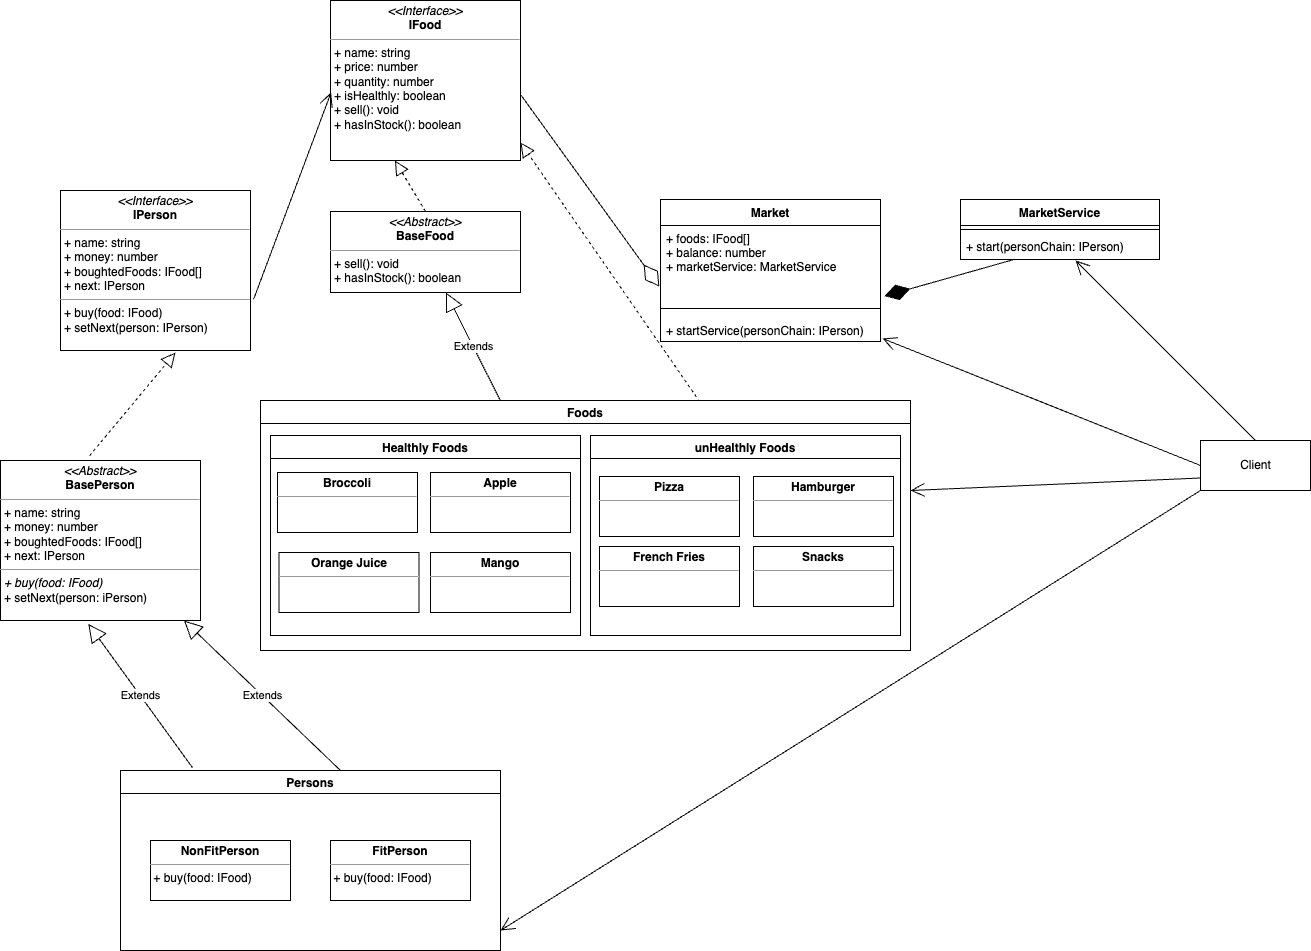 <<Interface>>
IFood
+ name: string
+ price: number
+ quantity: number
+ isHealthly: boolean
+ sell(): void
+ hasInStock(): boolean
<<Interface>>
IPerson
+ name: string
+ money: number
+ boughtedFoods: IFood[]
+ next: IPerson
+ buy(food: IFood)
+ setNext(person: IPerson)
<<Abstract>>
BaseFood
+ sell(): void
+ hasInStock(): boolean
Market
+ foods: IFood[]
+ balance: number
+ marketService: MarketService
+ startService(personChain: IPerson)
MarketService
+ start(personChain: IPerson)
Extends
Foods
Healthly Foods
Broccoli
Apple
Orange Juice
Mango
unHealthly Foods
Pizza
Hamburger
French Fries
Snacks
Client
<<Abstract>>
BasePerson
+ name: string
+ money: number
+ boughtedFoods: IFood[]
+ next: IPerson
+ buy(food: IFood)
+ setNext(person: iPerson)
Extends
Extends
Persons
NonFitPerson
+ buy(food: IFood)
FitPerson
+ buy(food: IFood)